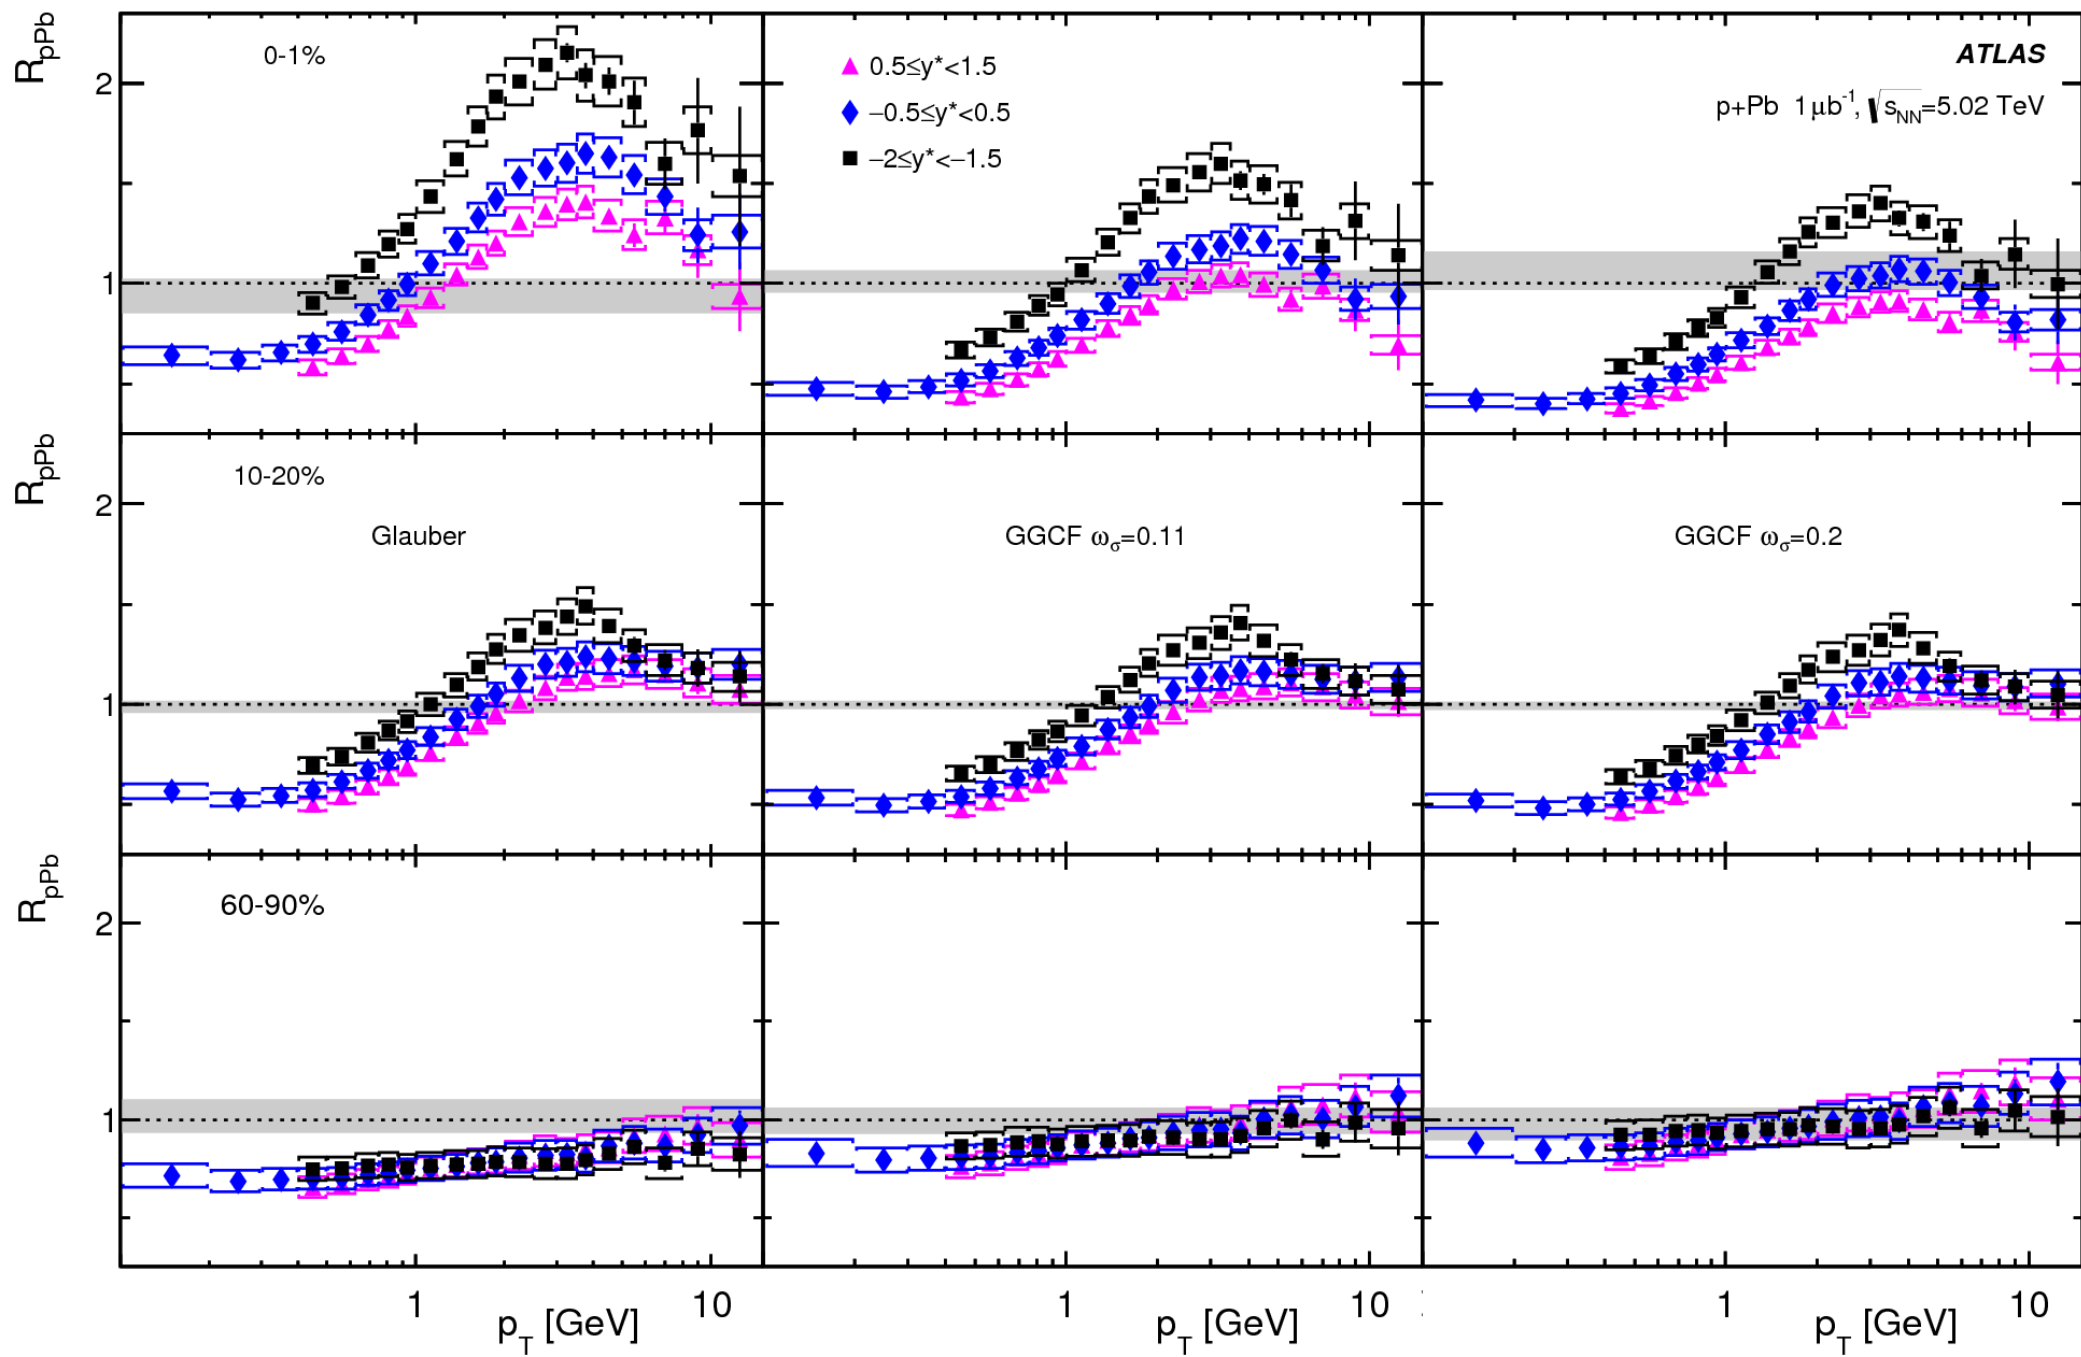 R_pPb
2
1
0-1%
0.5≤y*<1.5
−0.5≤y*<0.5
−2≤y*<−1.5
ATLAS
p+Pb 1 μb⁻¹, √s_NN=5.02 TeV
R_pPb
2
1
10-20%
Glauber
GGCF ω_σ=0.11
GGCF ω_σ=0.2
R_pPb
2
1
60-90%
1 10 1 10 1 10
p_T [GeV] p_T [GeV] p_T [GeV]